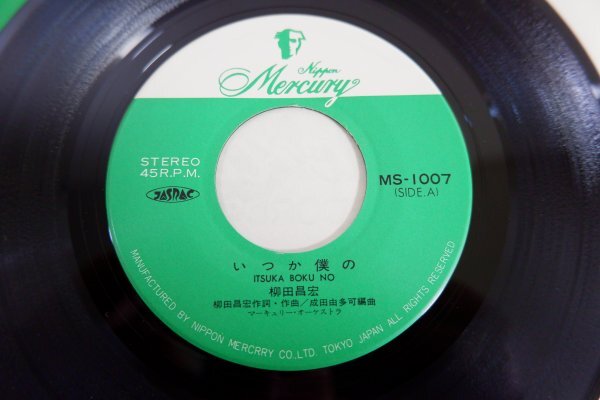 Nippon
Mercury
STEREO
45R.P.M.
JASRAC
MS-1007
(SIDE.A)
いつか僕の
ITSUKA BOKU NO
柳田昌宏
柳田昌宏作詞・作曲/成田由多可編曲
マーキュリー・オーケストラ
MANUFACTURED BY NIPPON MERCRRY CO.LTD. TOKYO JAPAN ALL RIGHTS RESERVED